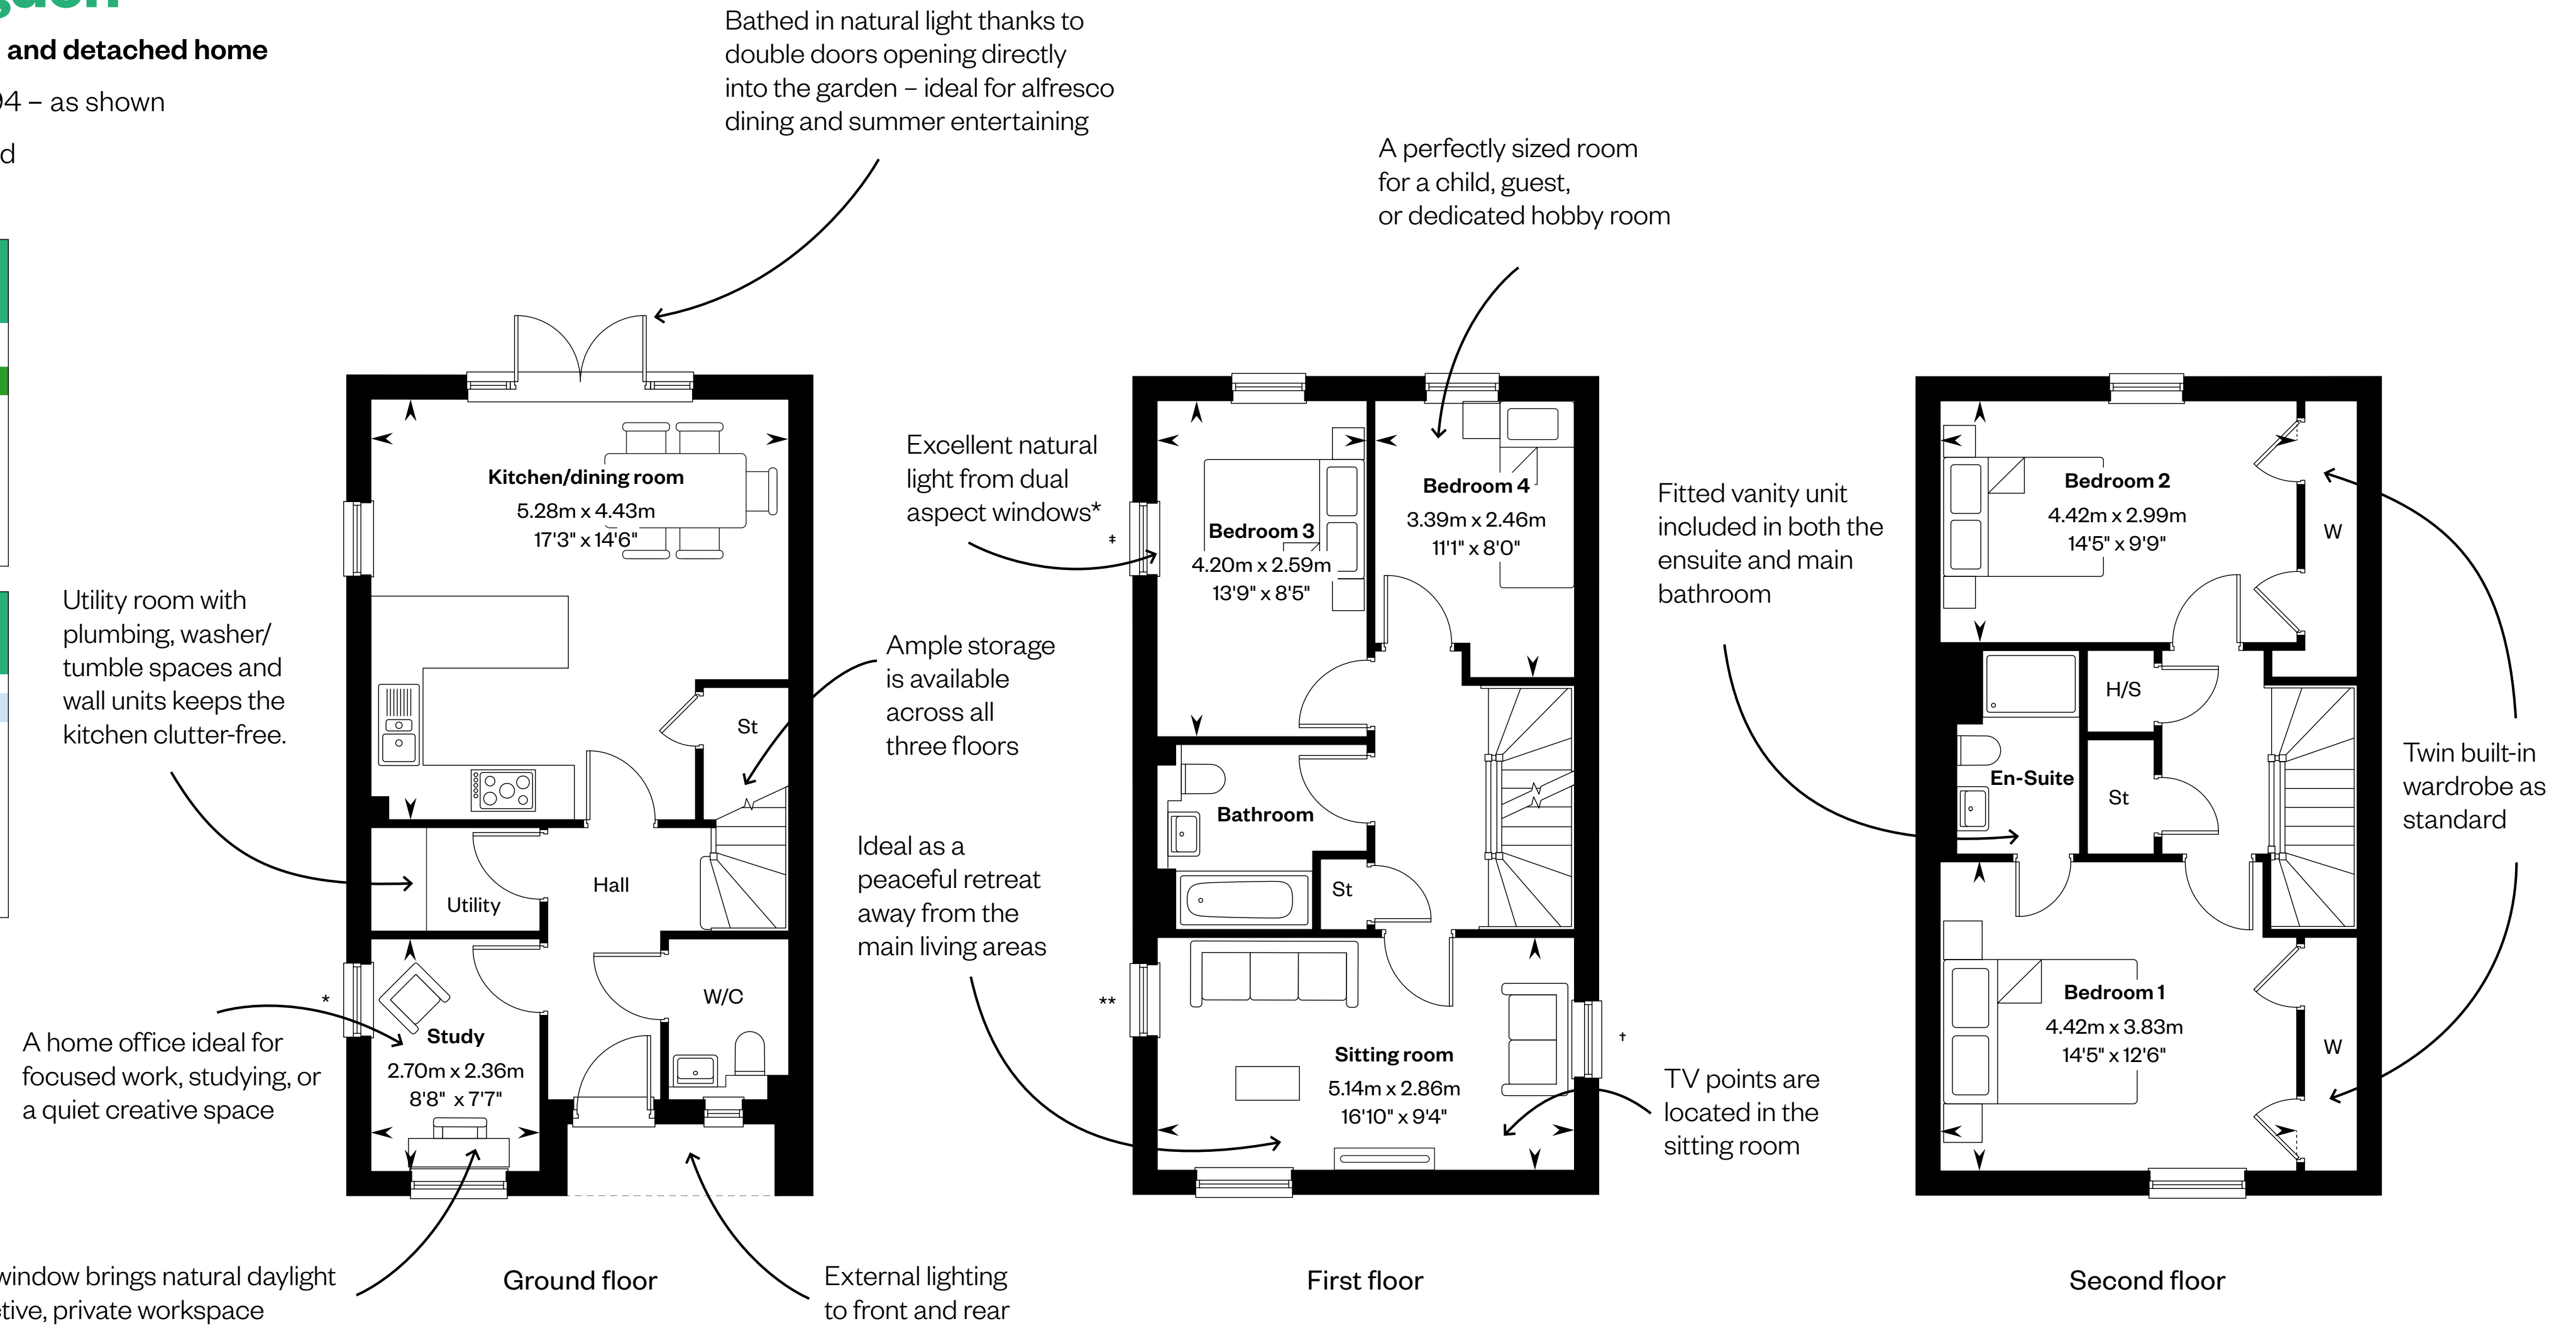 and detached home
– as shown
Bathed in natural light thanks to
double doors opening directly
into the garden – ideal for alfresco
dining and summer entertaining
A perfectly sized room
for a child, guest,
or dedicated hobby room
Kitchen/dining room
5.28m x 4.43m
17'3" x 14'6"
Utility room with
plumbing, washer/
tumble spaces and
wall units keeps the
kitchen clutter-free.
St
Utility
Hall
*
A home office ideal for
focused work, studying, or
a quiet creative space
Study
2.70m x 2.36m
8'8" x 7'7"
W/C
window brings natural daylight
private workspace
Ground floor
External lighting
to front and rear
Excellent natural
light from dual
aspect windows*
‡
Bedroom 3
4.20m x 2.59m
13'9" x 8'5"
Bedroom 4
3.39m x 2.46m
11'1" x 8'0"
Ample storage
is available
across all
three floors
Bathroom
St
Ideal as a
peaceful retreat
away from the
main living areas
**
Sitting room
5.14m x 2.86m
16'10" x 9'4"
†
TV points are
located in the
sitting room
First floor
Fitted vanity unit
included in both the
ensuite and main
bathroom
Bedroom 2
4.42m x 2.99m
14'5" x 9'9"
W
H/S
En-Suite
St
Twin built-in
wardrobe as
standard
Bedroom 1
4.42m x 3.83m
14'5" x 12'6"
W
Second floor